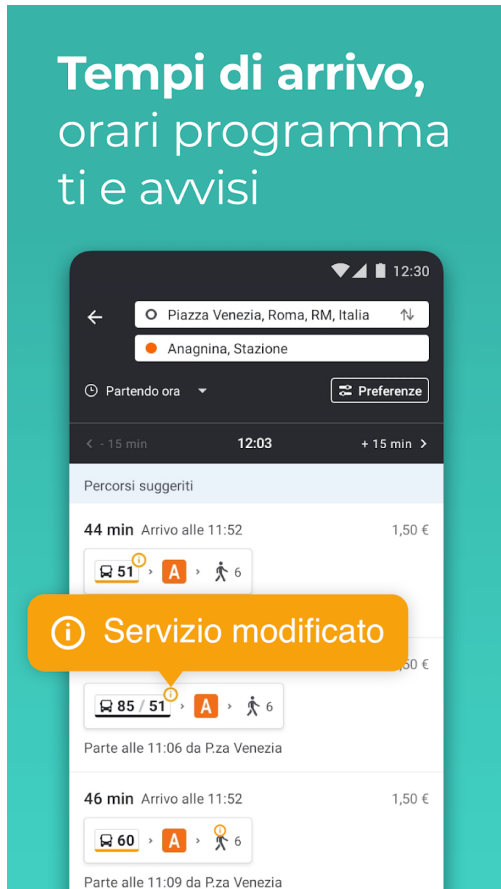 Tempi di arrivo,
orari programma
ti e avvisi
12:30
Piazza Venezia, Roma, RM, Italia
Anagnina, Stazione
Partendo ora
Preferenze
- 15 min
12:03
+ 15 min
Percorsi suggeriti
44 min Arrivo alle 11:52 1,50 €
51 A 6
Servizio modificato
50 €
85 / 51 A 6
Parte alle 11:06 da P.za Venezia
46 min Arrivo alle 11:52 1,50 €
60 A 6
Parte alle 11:09 da P.za Venezia